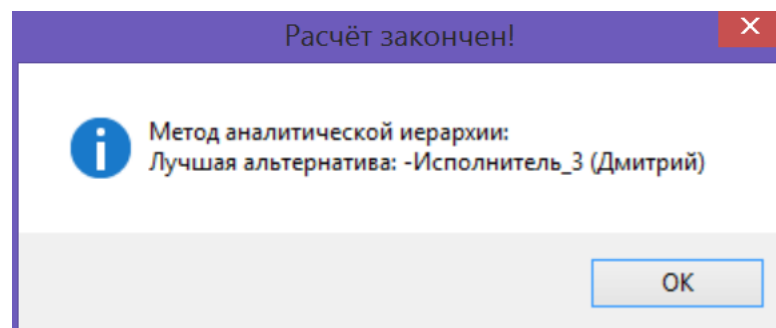 Расчёт закончен!
Метод аналитической иерархии:
Лучшая альтернатива: -Исполнитель_3 (Дмитрий)
OK